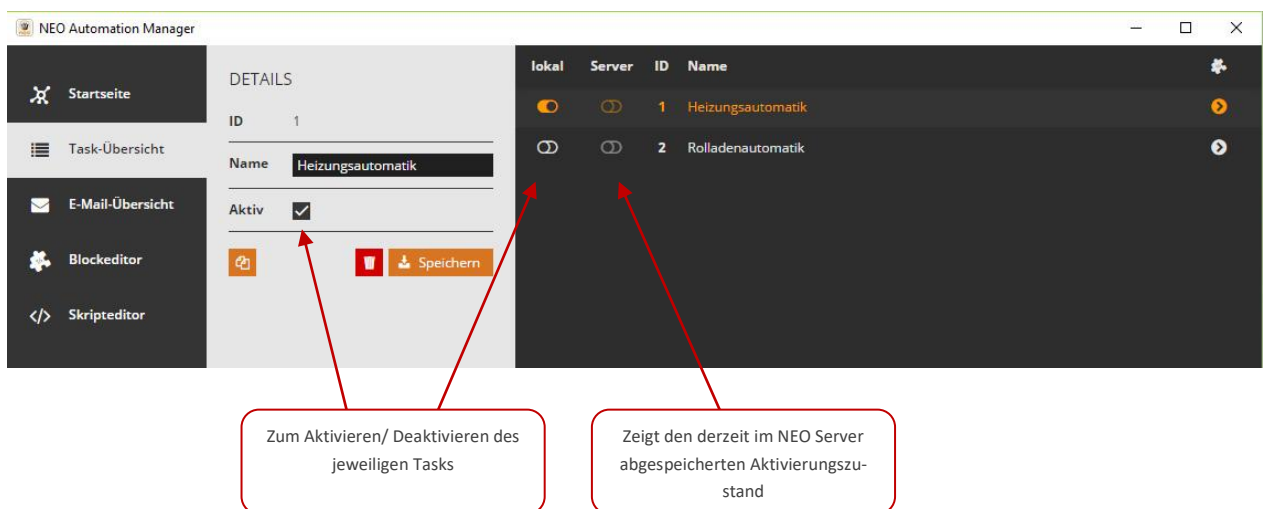 NEO Automation Manager
Startseite
Task-Übersicht
E-Mail-Übersicht
Blockeditor
Skripteditor
DETAILS
ID 1
Name Heizungsautomatik
Aktiv
Speichern
lokal Server ID Name
1 Heizungsautomatik
2 Rolladenautomatik
Zum Aktivieren/ Deaktivieren des
jeweiligen Tasks
Zeigt den derzeit im NEO Server
abgespeicherten Aktivierungszu-
stand